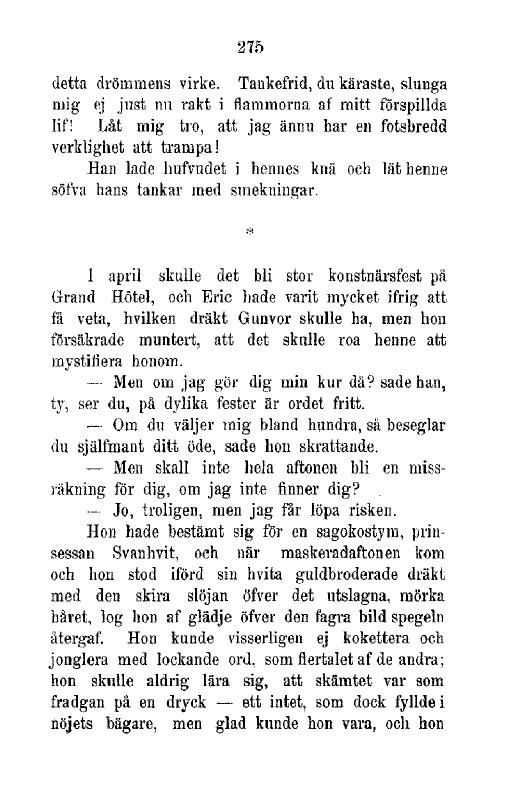 275
detta drömmens virke. Tankefrid, du käraste, slunga
mig ej just nu rakt i flammorna af mitt förspillda
lif! Låt mig tro, att jag ännu har en fotsbredd
verklighet att trampa!
Han lade hufvudet i hennes knä och lät henne
söfva hans tankar med smekningar.
*
I april skulle det bli stor konstnärsfest på
Grand Hôtel, och Eric hade varit mycket ifrig att
få veta, hvilken dräkt Gunvor skulle ha, men hon
försäkrade muntert, att det skulle roa henne att
mystifiera honom.
— Men om jag gör dig min kur då? sade han,
ty, ser du, på dylika fester är ordet fritt.
— Om du väljer mig bland hundra, så beseglar
du själfmant ditt öde, sade hon skrattande.
— Men skall inte hela aftonen bli en miss-
räkning för dig, om jag inte finner dig?
— Jo, troligen, men jag får löpa risken.
Hon hade bestämt sig för en sagokostym, prin-
sessan Svanhvit, och när maskeradaftonen kom
och hon stod iförd sin hvita guldbroderade dräkt
med den skira slöjan öfver det utslagna, mörka
håret, log hon af glädje öfver den fagra bild spegeln
återgaf. Hon kunde visserligen ej kokettera och
jonglera med lockande ord, som flertalet af de andra;
hon skulle aldrig lära sig, att skämtet var som
fradgan på en dryck — ett intet, som dock fyllde i
nöjets bägare, men glad kunde hon vara, och hon